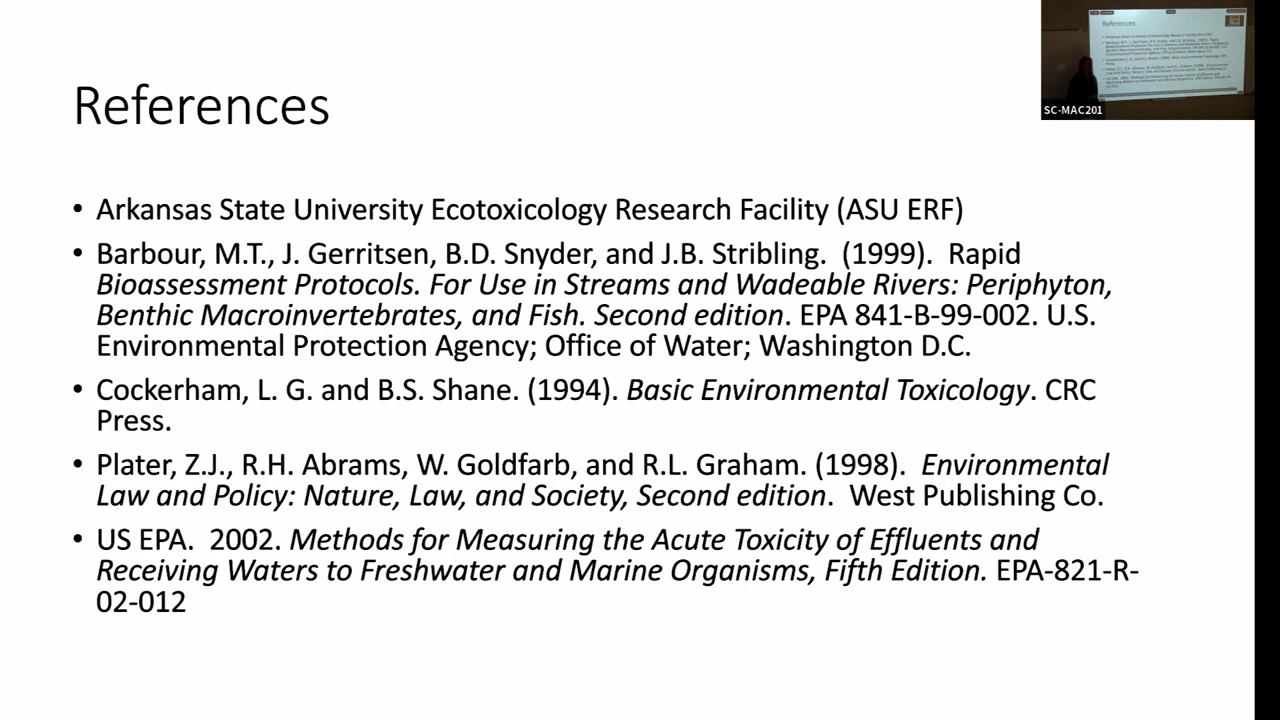 References
• Arkansas State University Ecotoxicology Research Facility (ASU ERF)
• Barbour, M.T., J. Gerritsen, B.D. Snyder, and J.B. Stribling. (1999). Rapid
Bioassessment Protocols. For Use in Streams and Wadeable Rivers: Periphyton,
Benthic Macroinvertebrates, and Fish. Second edition. EPA 841-B-99-002. U.S.
Environmental Protection Agency; Office of Water; Washington D.C.
• Cockerham, L. G. and B.S. Shane. (1994). Basic Environmental Toxicology. CRC
Press.
• Plater, Z.J., R.H. Abrams, W. Goldfarb, and R.L. Graham. (1998). Environmental
Law and Policy: Nature, Law, and Society, Second edition. West Publishing Co.
• US EPA. 2002. Methods for Measuring the Acute Toxicity of Effluents and
Receiving Waters to Freshwater and Marine Organisms, Fifth Edition. EPA-821-R-
02-012
References
SC-MAC201